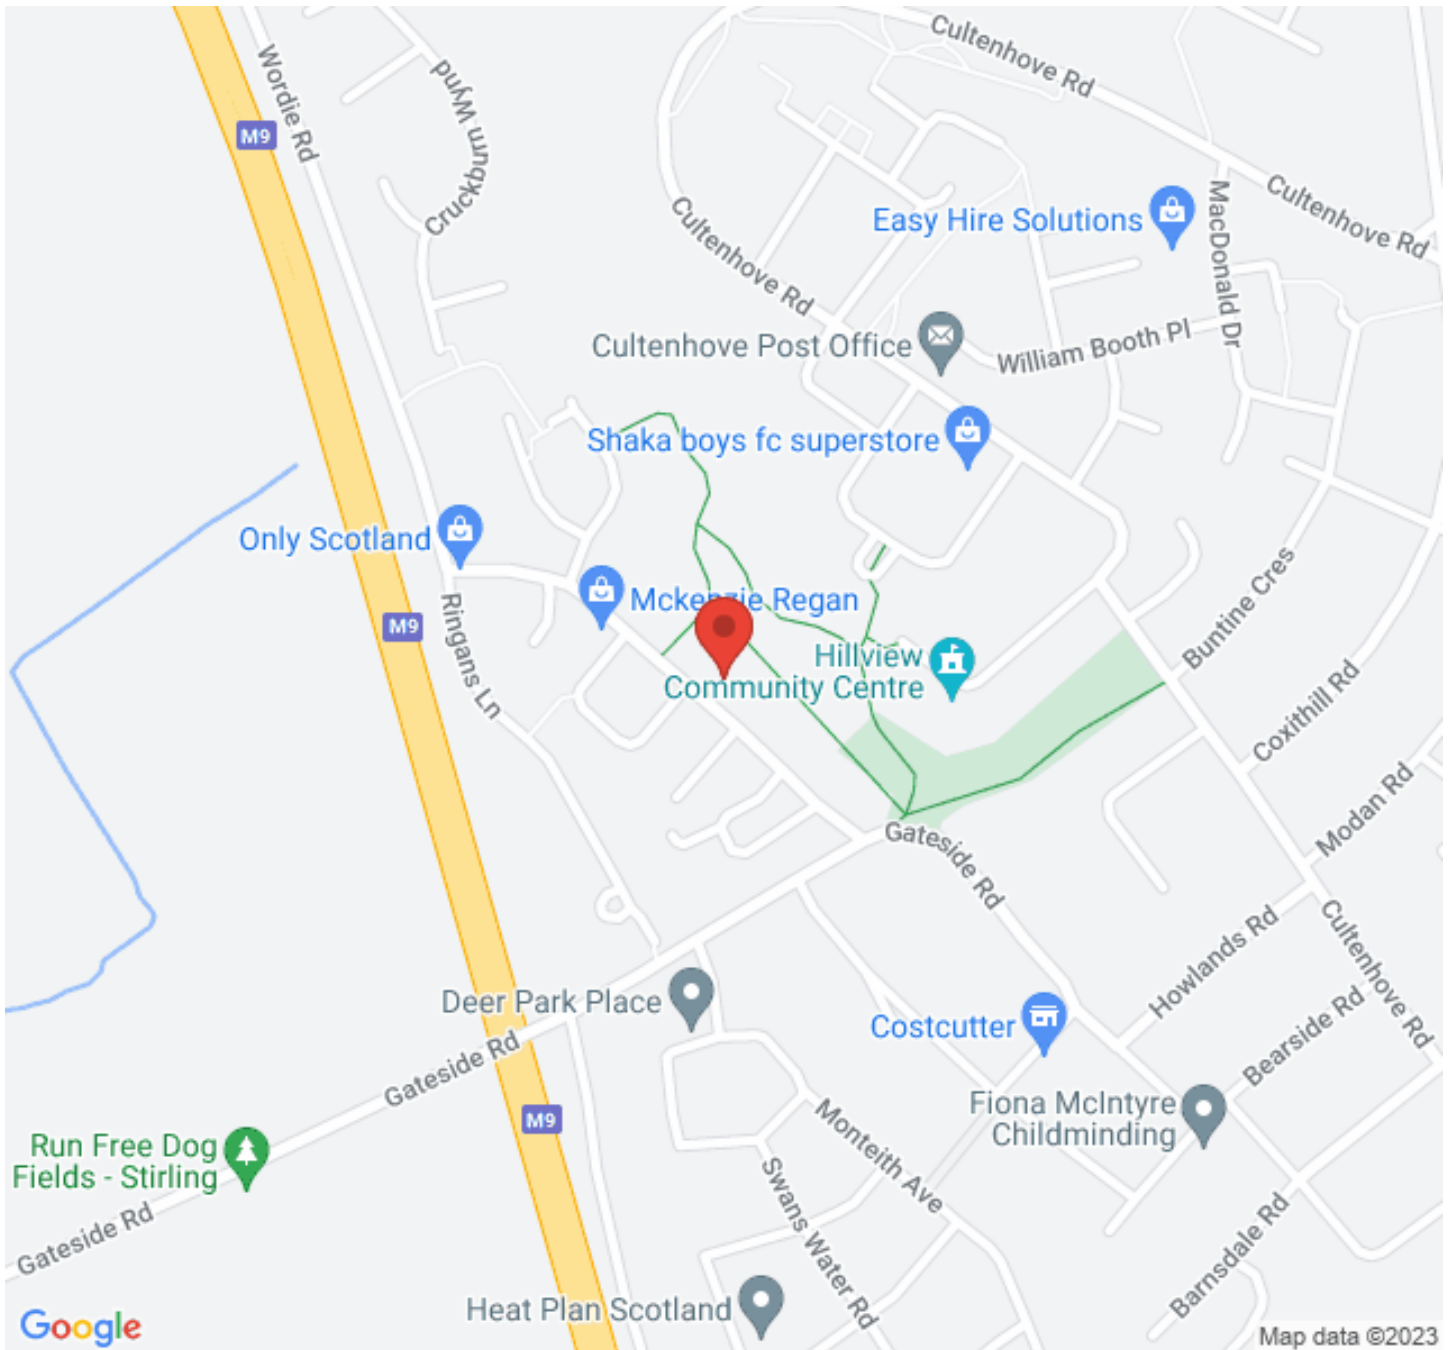 Cultenhove Rd
Wordie Rd
Cruckburn Wynd
M9
MacDonald Dr
Cultenhove Rd
Easy Hire Solutions
Cultenhove Rd
Cultenhove Post Office
William Booth Pl
Shaka boys fc superstore
Only Scotland
Mckenzie Regan
M9
Ringans Ln
Hillview
Community Centre
Buntine Cres
Coxithill Rd
Modan Rd
Gateside Rd
Howlands Rd
Cultenhove Rd
Deer Park Place
Costcutter
Bearside Rd
Gateside Rd
Fiona McIntyre
Childminding
M9
Monteith Ave
Run Free Dog
Fields - Stirling
Swans Water Rd
Gateside Rd
Barnsdale Rd
Heat Plan Scotland
Google
Map data ©2023